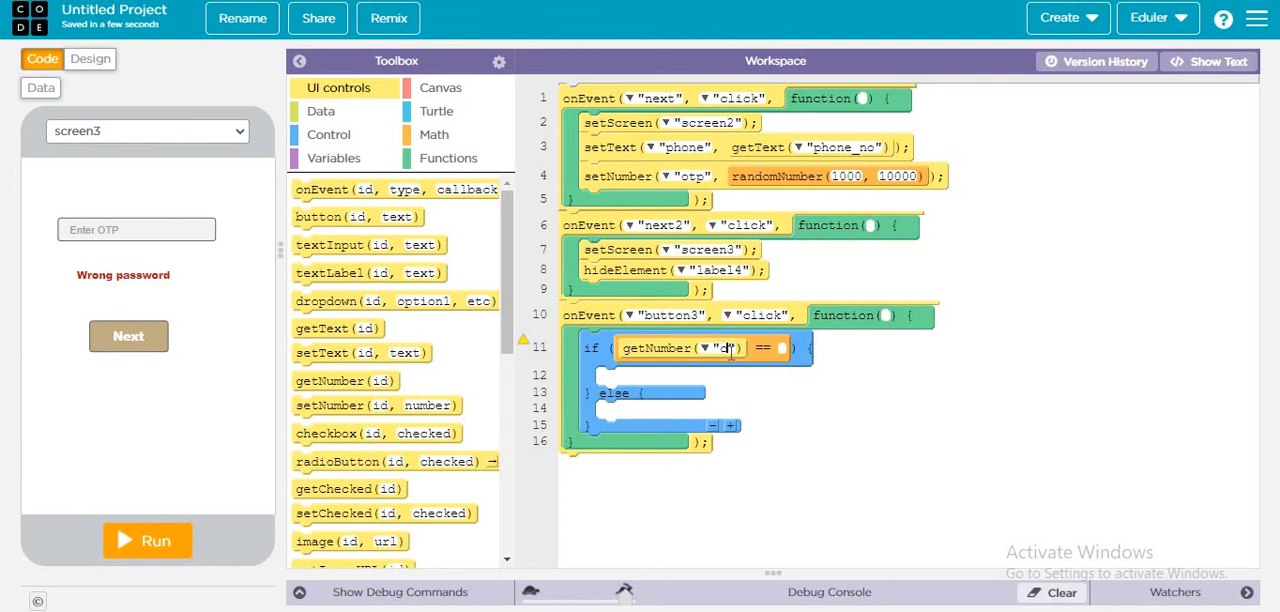 CODE
Untitled Project
Saved in a few seconds
Rename
Share
Remix
Create
Eduler
?
Code
Design
Data
Toolbox
Workspace
Version History
</> Show Text
screen3
Enter OTP
Wrong password
Next
Run
©
UI controls
Canvas
Data
Turtle
Control
Math
Variables
Functions
onEvent(id, type, callback
button(id, text)
textInput(id, text)
textLabel(id, text)
dropdown(id, option1, etc)
getText(id)
setText(id, text)
getNumber(id)
setNumber(id, number)
checkbox(id, checked)
radioButton(id, checked)
getChecked(id)
setChecked(id, checked)
image(id, url)
1 onEvent("next", "click", function() {
2 setScreen("screen2");
3 setText("phone", getText("phone_no"));
4 setNumber("otp", randomNumber(1000, 10000));
5 } );
6 onEvent("next2", "click", function() {
7 setScreen("screen3");
8 hideElement("label4");
9 } );
10 onEvent("button3", "click", function() {
11 if (getNumber("o") == ) {
12
13 } else {
14
15 } - +
16 } );
Activate Windows
Go to Settings to activate Windows.
Show Debug Commands
Debug Console
Clear
Watchers